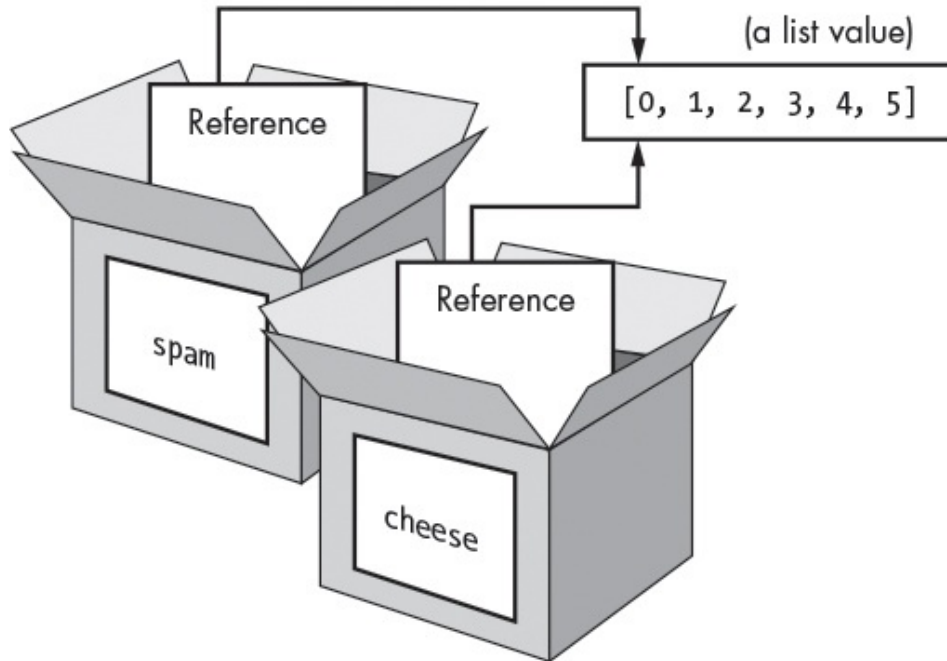 (a list value)
[0, 1, 2, 3, 4, 5]
Reference
spam
Reference
cheese